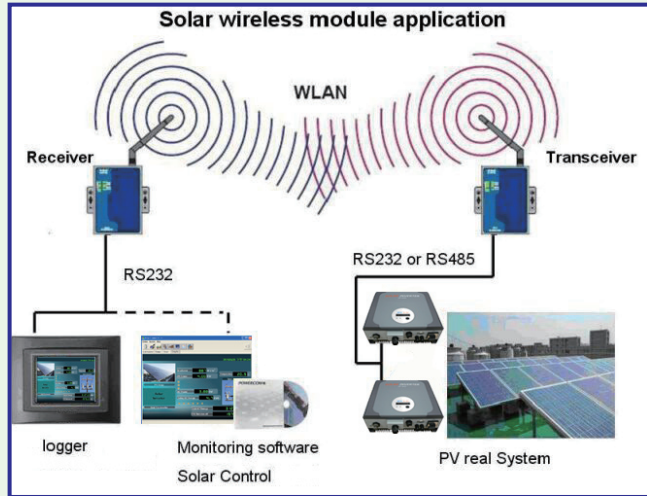 Solar wireless module application
WLAN
Receiver
Transceiver
RS232 or RS485
RS232
logger
Monitoring software
Solar Control
PV real System